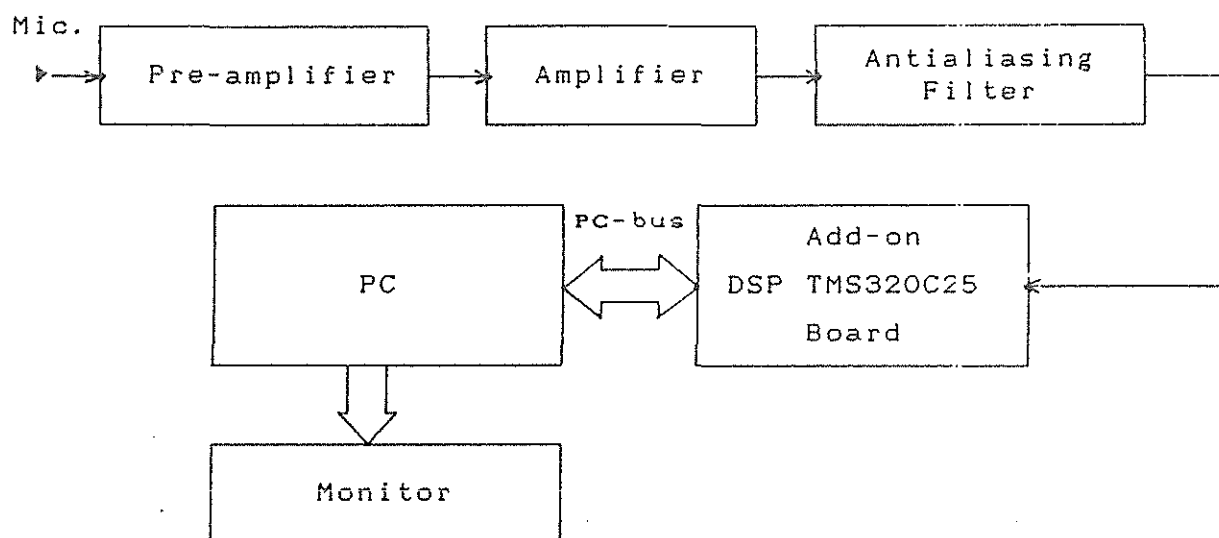 Mic.
Pre-amplifier
Amplifier
Antialiasing
Filter
PC
PC-bus
Add-on
DSP TMS320C25
Board
Monitor